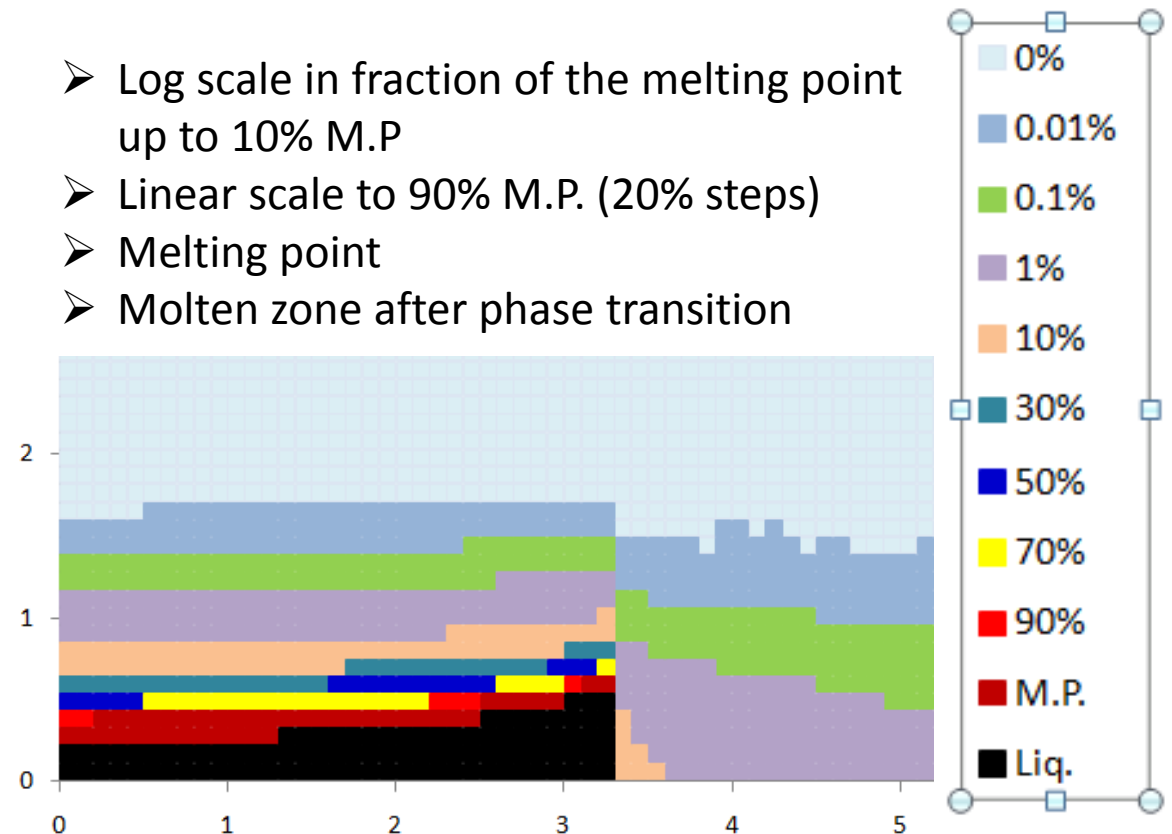 ➢ Log scale in fraction of the melting point
up to 10% M.P
➢ Linear scale to 90% M.P. (20% steps)
➢ Melting point
➢ Molten zone after phase transition
0%
0.01%
0.1%
1%
10%
30%
50%
70%
90%
M.P.
Liq.
2
1
0
0 1 2 3 4 5